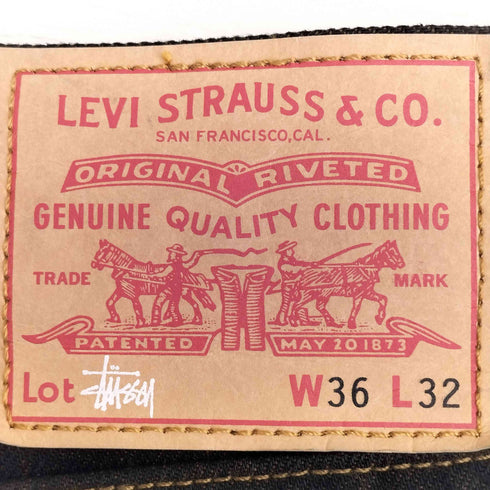 LEVI STRAUSS & CO.
SAN FRANCISCO, CAL.
ORIGINAL RIVETED
GENUINE QUALITY CLOTHING
TRADE MARK
PATENTED MAY 20 1873
Lot Stüssy W36 L32